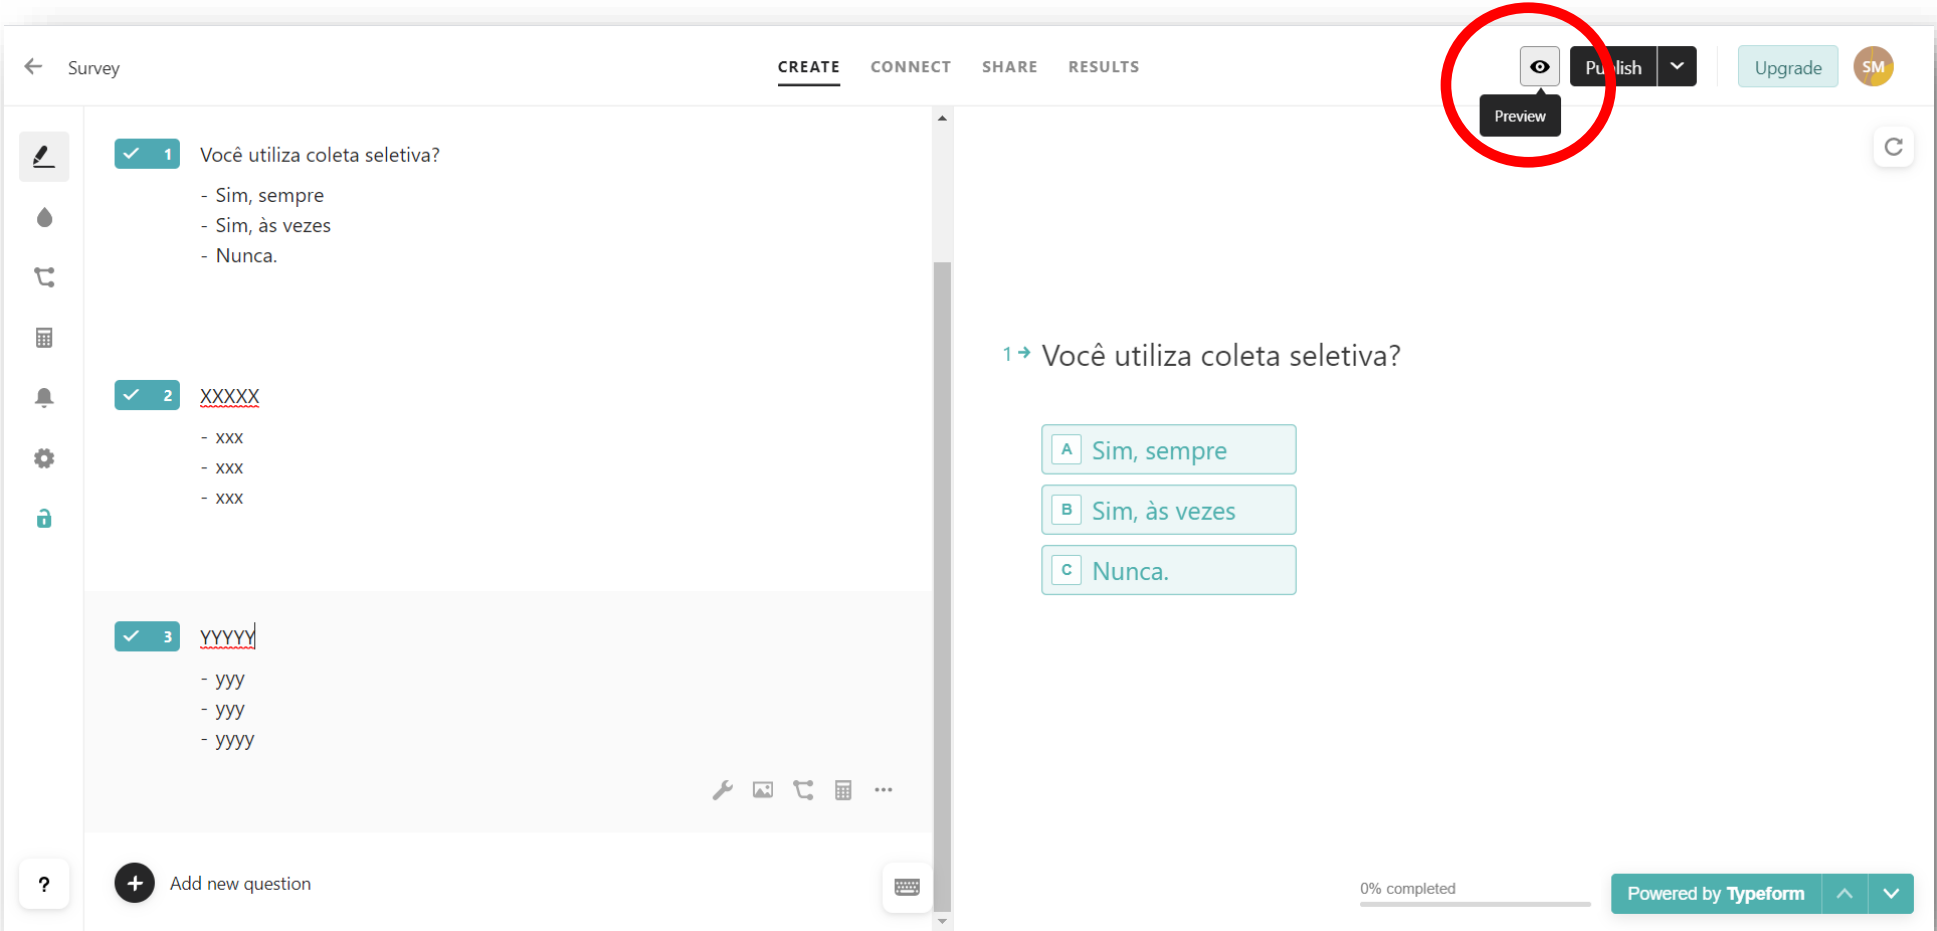 Survey
CREATE CONNECT SHARE RESULTS
Publish
Upgrade
SM
Preview
1 Você utiliza coleta seletiva?
- Sim, sempre
- Sim, às vezes
- Nunca.
2 XXXXX
- xxx
- xxx
- xxx
3 YYYYY
- yyy
- yyy
- yyyy
Add new question
?
1 Você utiliza coleta seletiva?
A Sim, sempre
B Sim, às vezes
C Nunca.
0% completed
Powered by Typeform